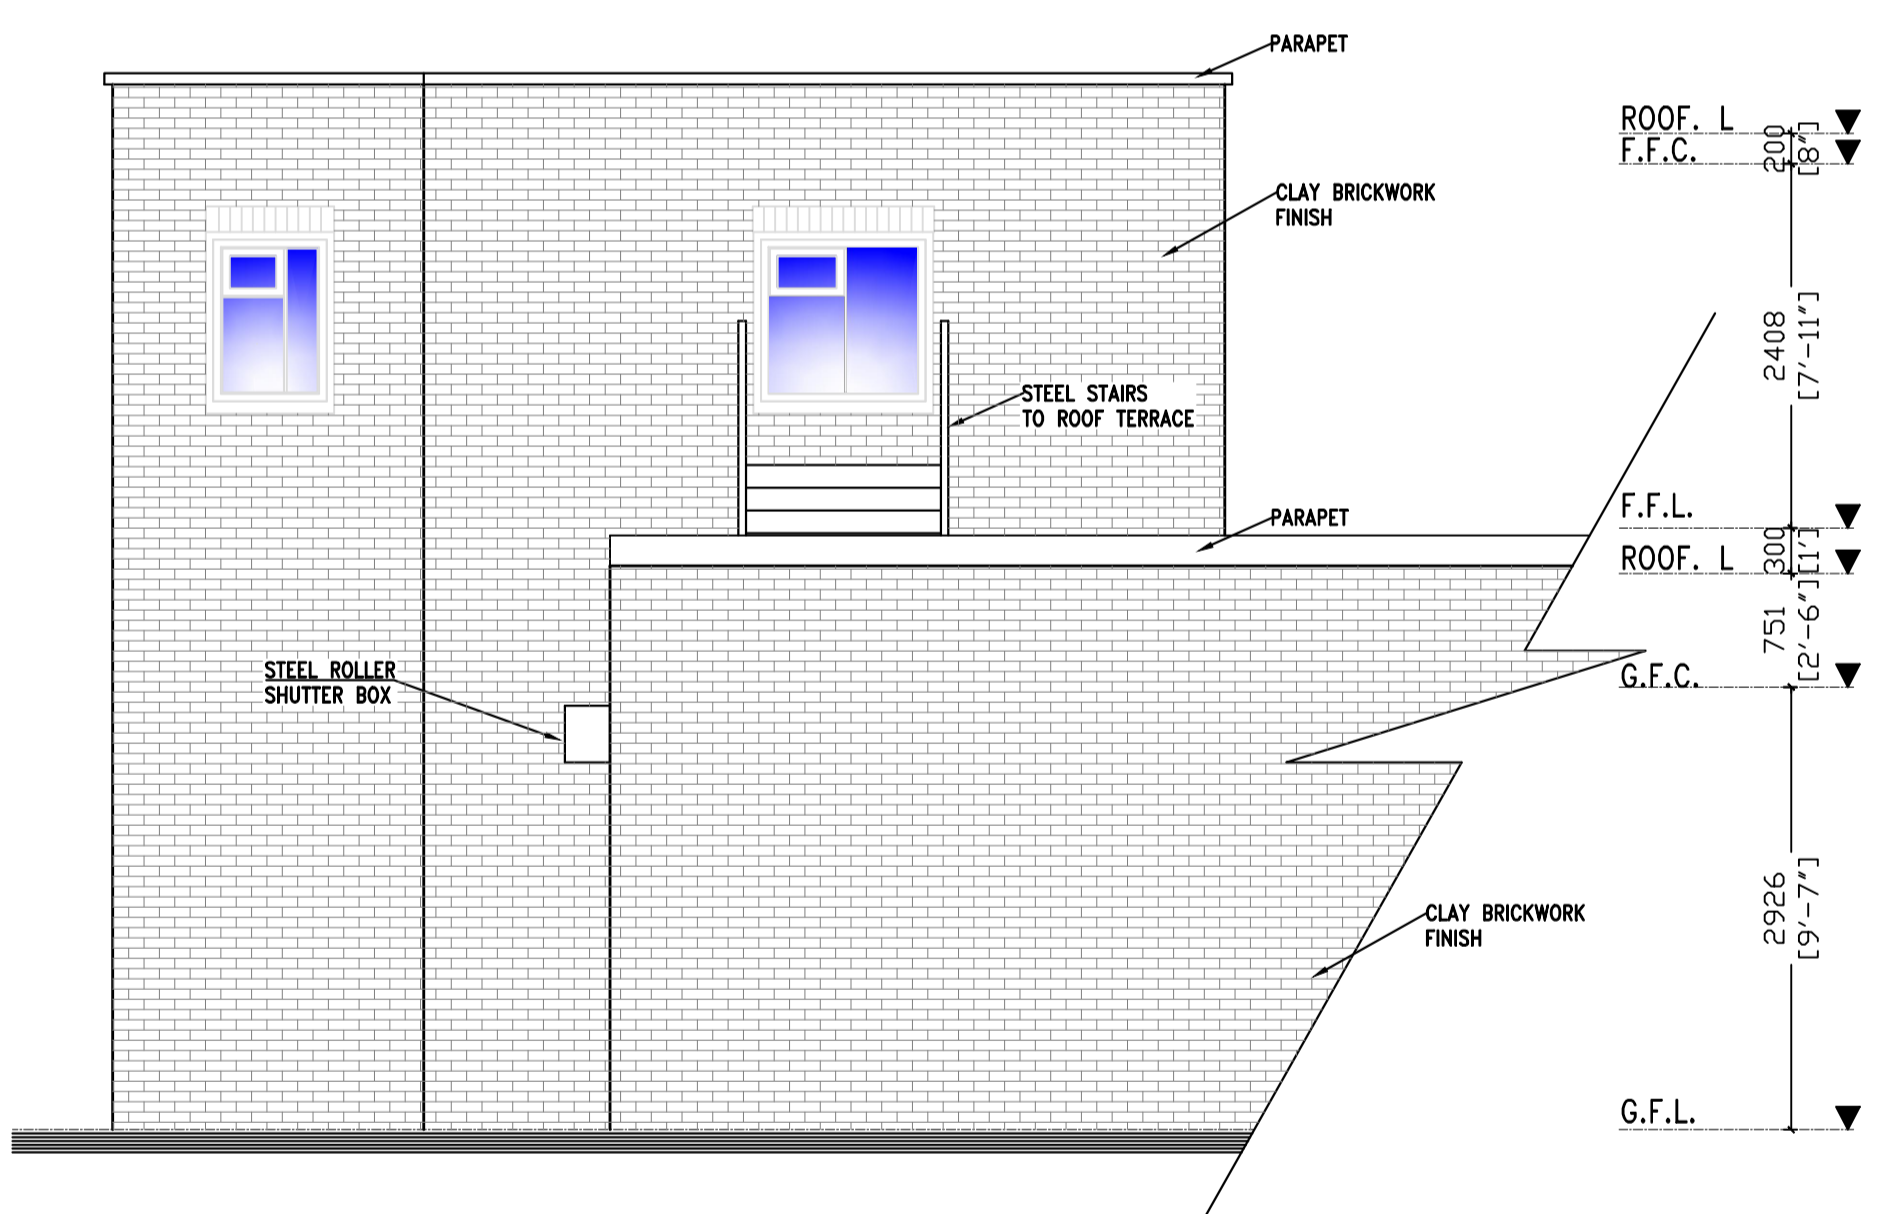 PARAPET
ROOF. L
F.F.C.
200
[8"]
CLAY BRICKWORK
FINISH
2408
[7'-11"]
STEEL STAIRS
TO ROOF TERRACE
F.F.L.
PARAPET
300
[1']
ROOF. L
751
[2'-6"]
G.F.C.
STEEL ROLLER
SHUTTER BOX
2926
[9'-7"]
CLAY BRICKWORK
FINISH
G.F.L.